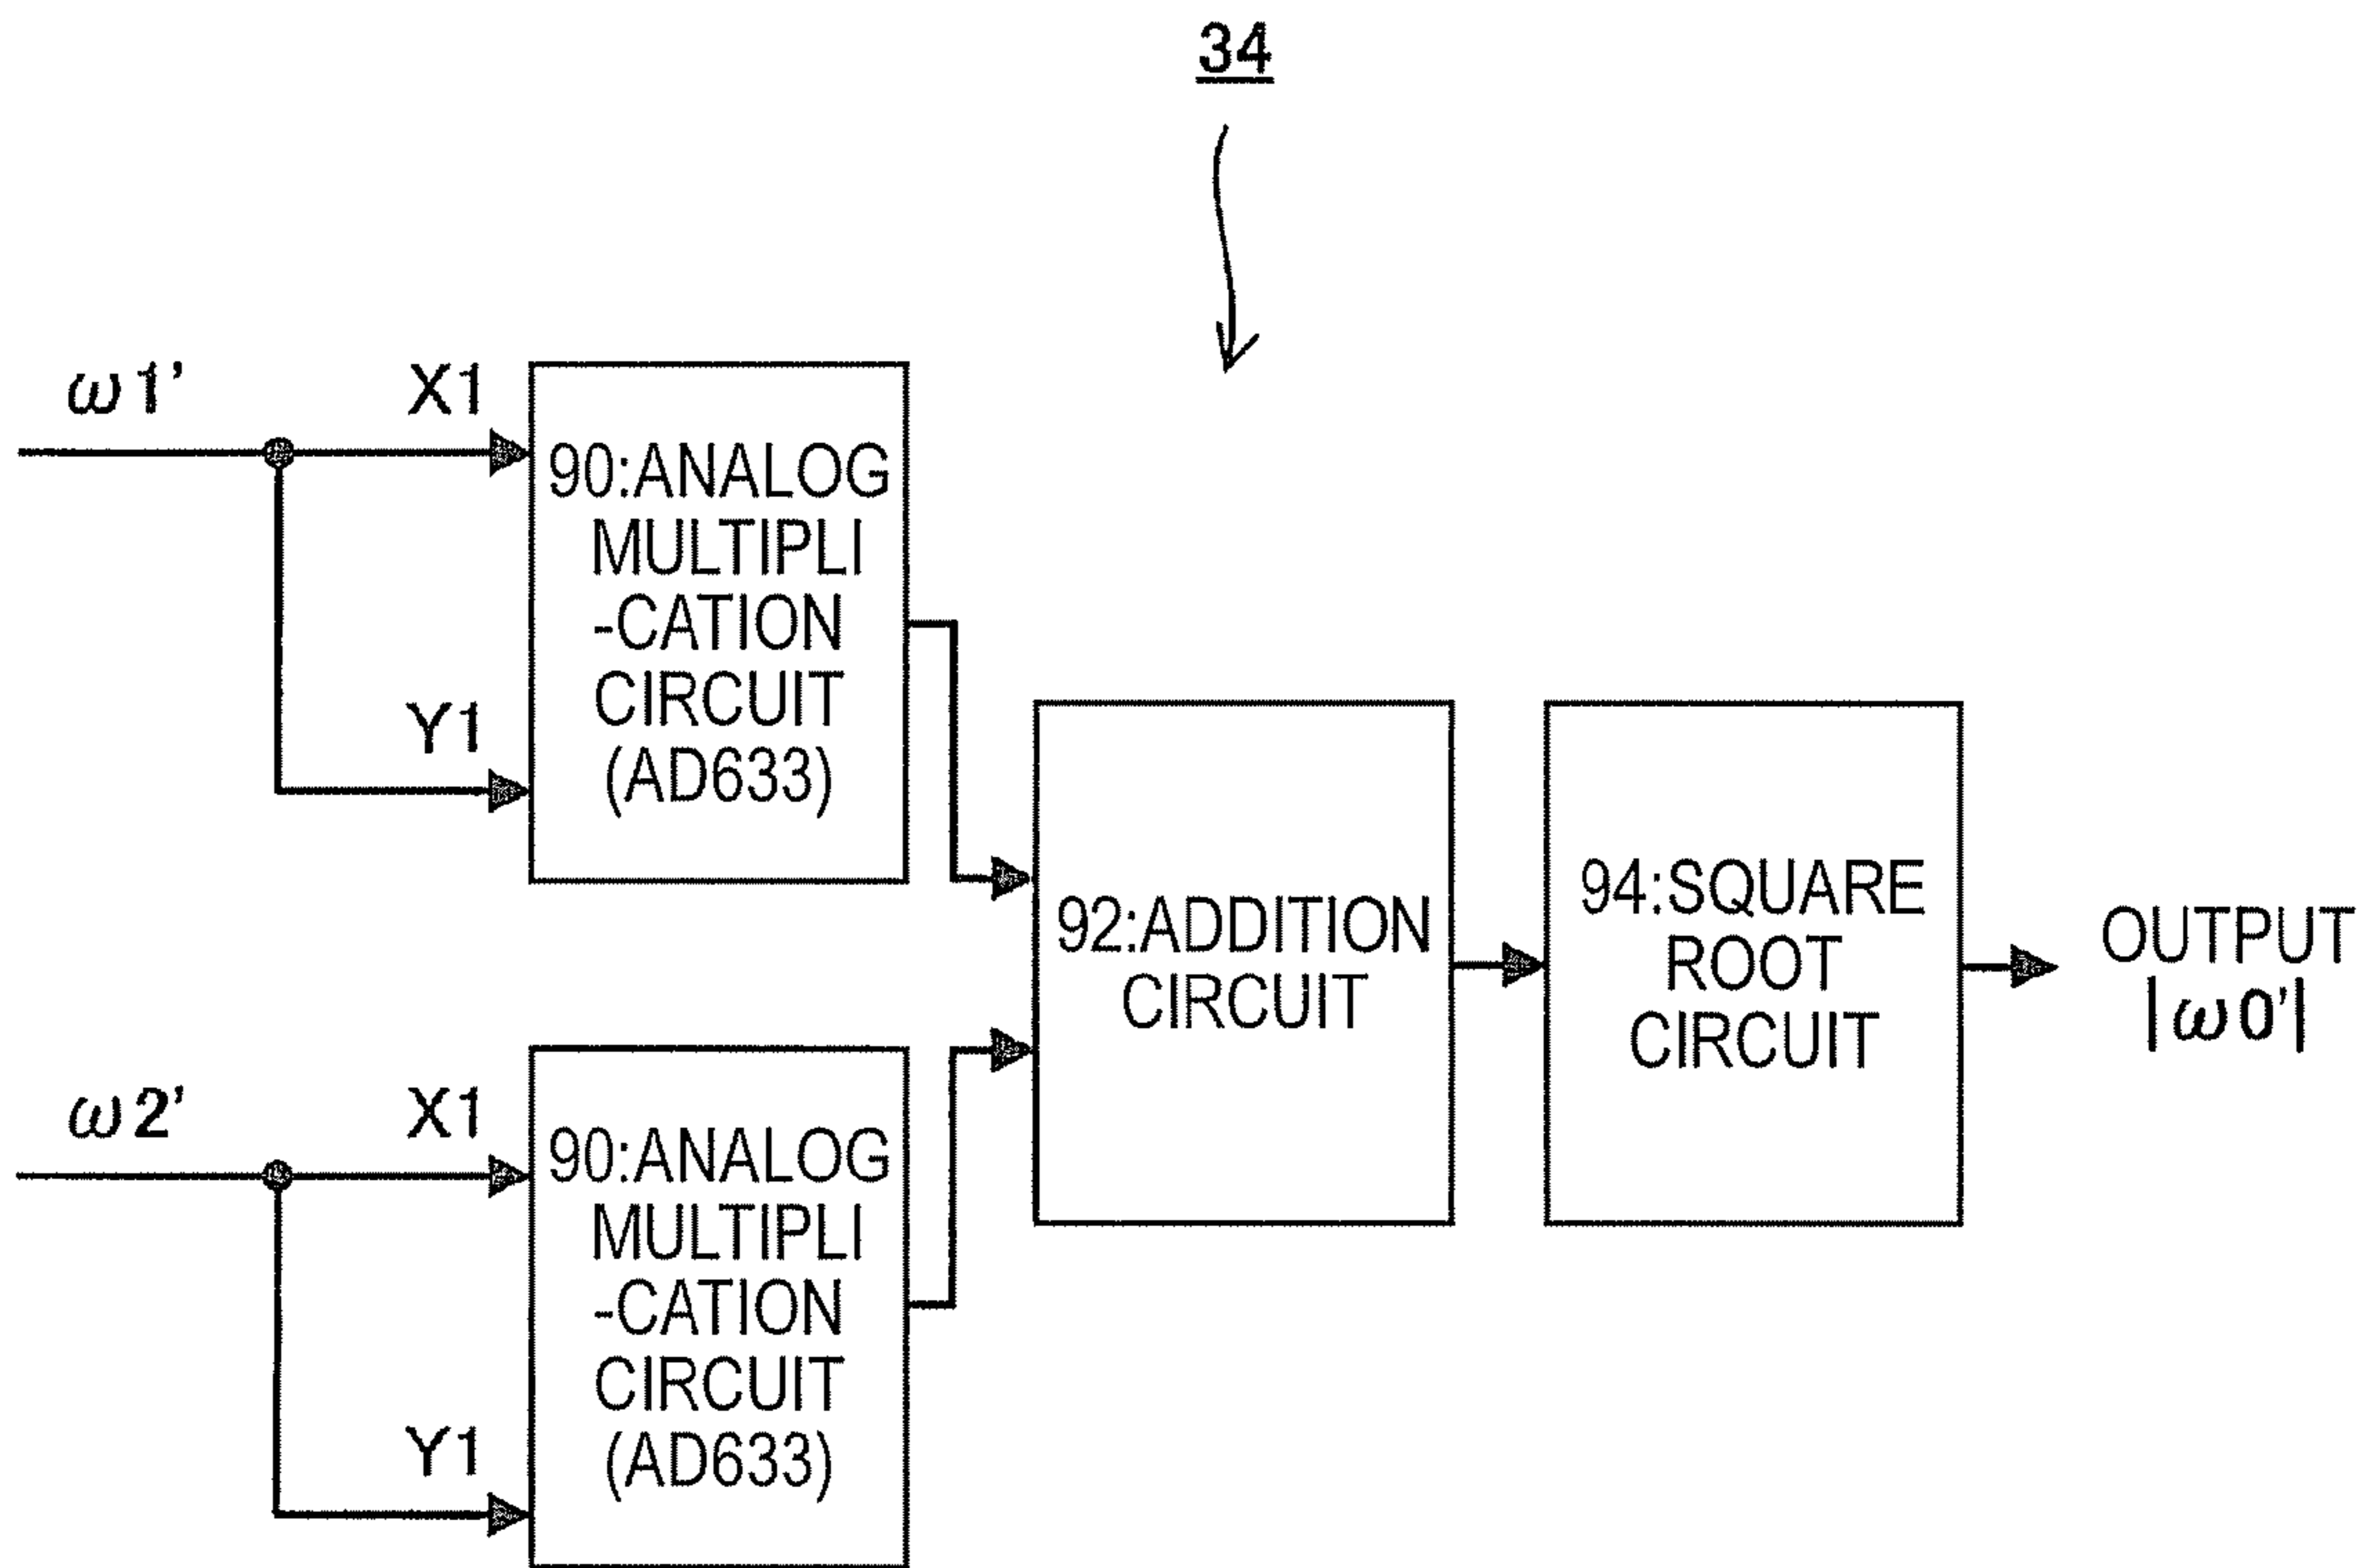 34
ω1’
X1
Y1
90:ANALOG
MULTIPLI
-CATION
CIRCUIT
(AD633)
92:ADDITION
CIRCUIT
94:SQUARE
ROOT
CIRCUIT
OUTPUT
|ω0’|
ω2’
X1
Y1
90:ANALOG
MULTIPLI
-CATION
CIRCUIT
(AD633)